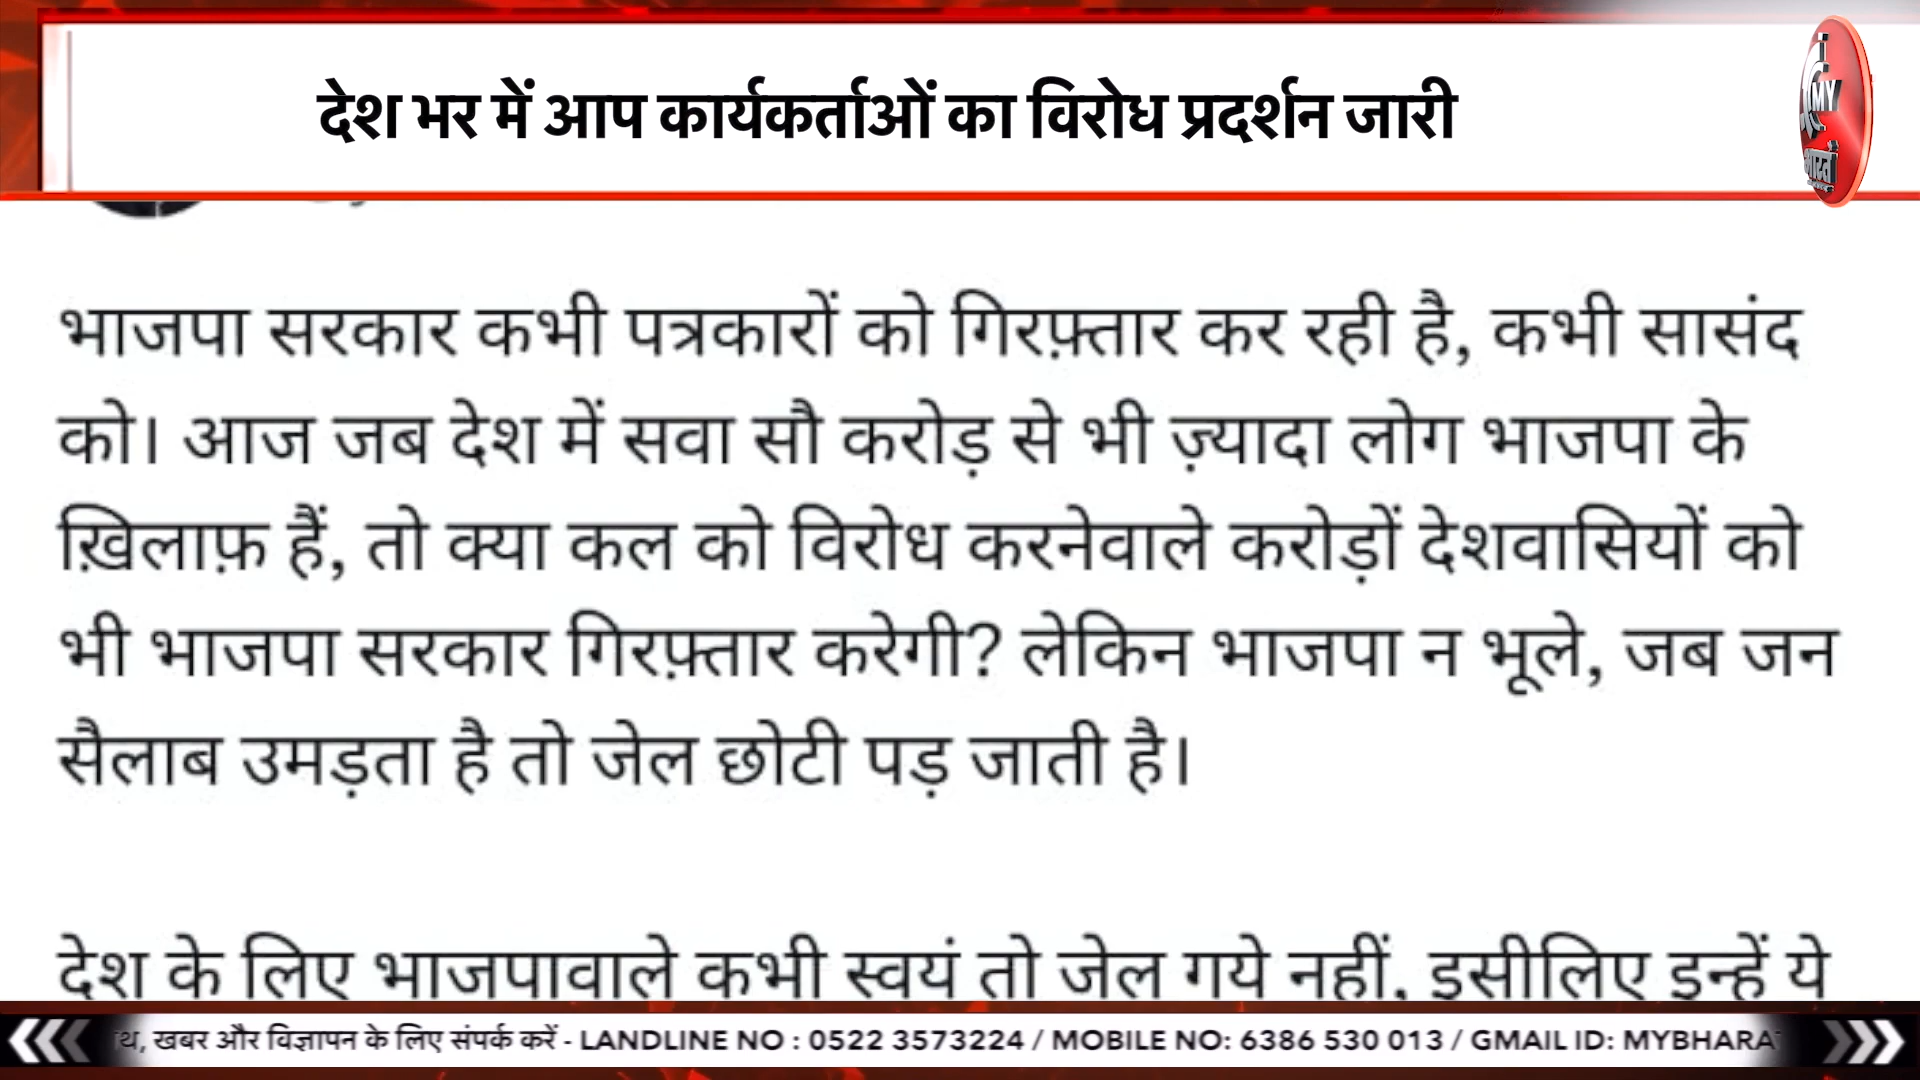 देश भर में आप कार्यकर्ताओं का विरोध प्रदर्शन जारी
MY
भारत
भाजपा सरकार कभी पत्रकारों को गिरफ़्तार कर रही है, कभी सासंद
को। आज जब देश में सवा सौ करोड़ से भी ज़्यादा लोग भाजपा के
ख़िलाफ़ हैं, तो क्या कल को विरोध करनेवाले करोड़ों देशवासियों को
भी भाजपा सरकार गिरफ़्तार करेगी? लेकिन भाजपा न भूले, जब जन
सैलाब उमड़ता है तो जेल छोटी पड़ जाती है।
देश के लिए भाजपावाले कभी स्वयं तो जेल गये नहीं, इसीलिए इन्हें ये
खबर और विज्ञापन के लिए संपर्क करें - LANDLINE NO : 0522 3573224 / MOBILE NO: 6386 530 013 / GMAIL ID: MYBHARA